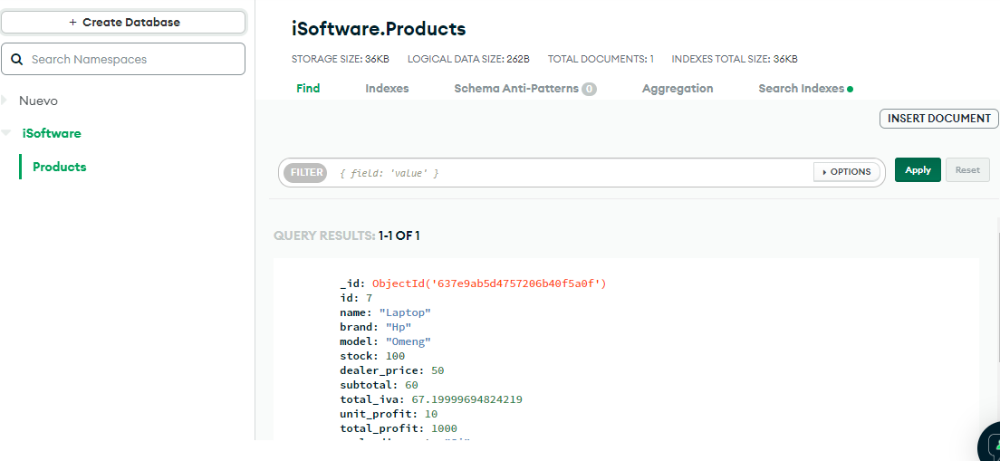 + Create Database
Search Namespaces
Nuevo
iSoftware
Products
iSoftware.Products
STORAGE SIZE: 36KB LOGICAL DATA SIZE: 262B TOTAL DOCUMENTS: 1 INDEXES TOTAL SIZE: 36KB
Find Indexes Schema Anti-Patterns 0 Aggregation Search Indexes
INSERT DOCUMENT
FILTER { field: 'value' } OPTIONS Apply Reset
QUERY RESULTS: 1-1 OF 1
_id: ObjectId('637e9ab5d4757206b40f5a0f')
id: 7
name: "Laptop"
brand: "Hp"
model: "Omeng"
stock: 100
dealer_price: 50
subtotal: 60
total_iva: 67.19999694824219
unit_profit: 10
total_profit: 1000